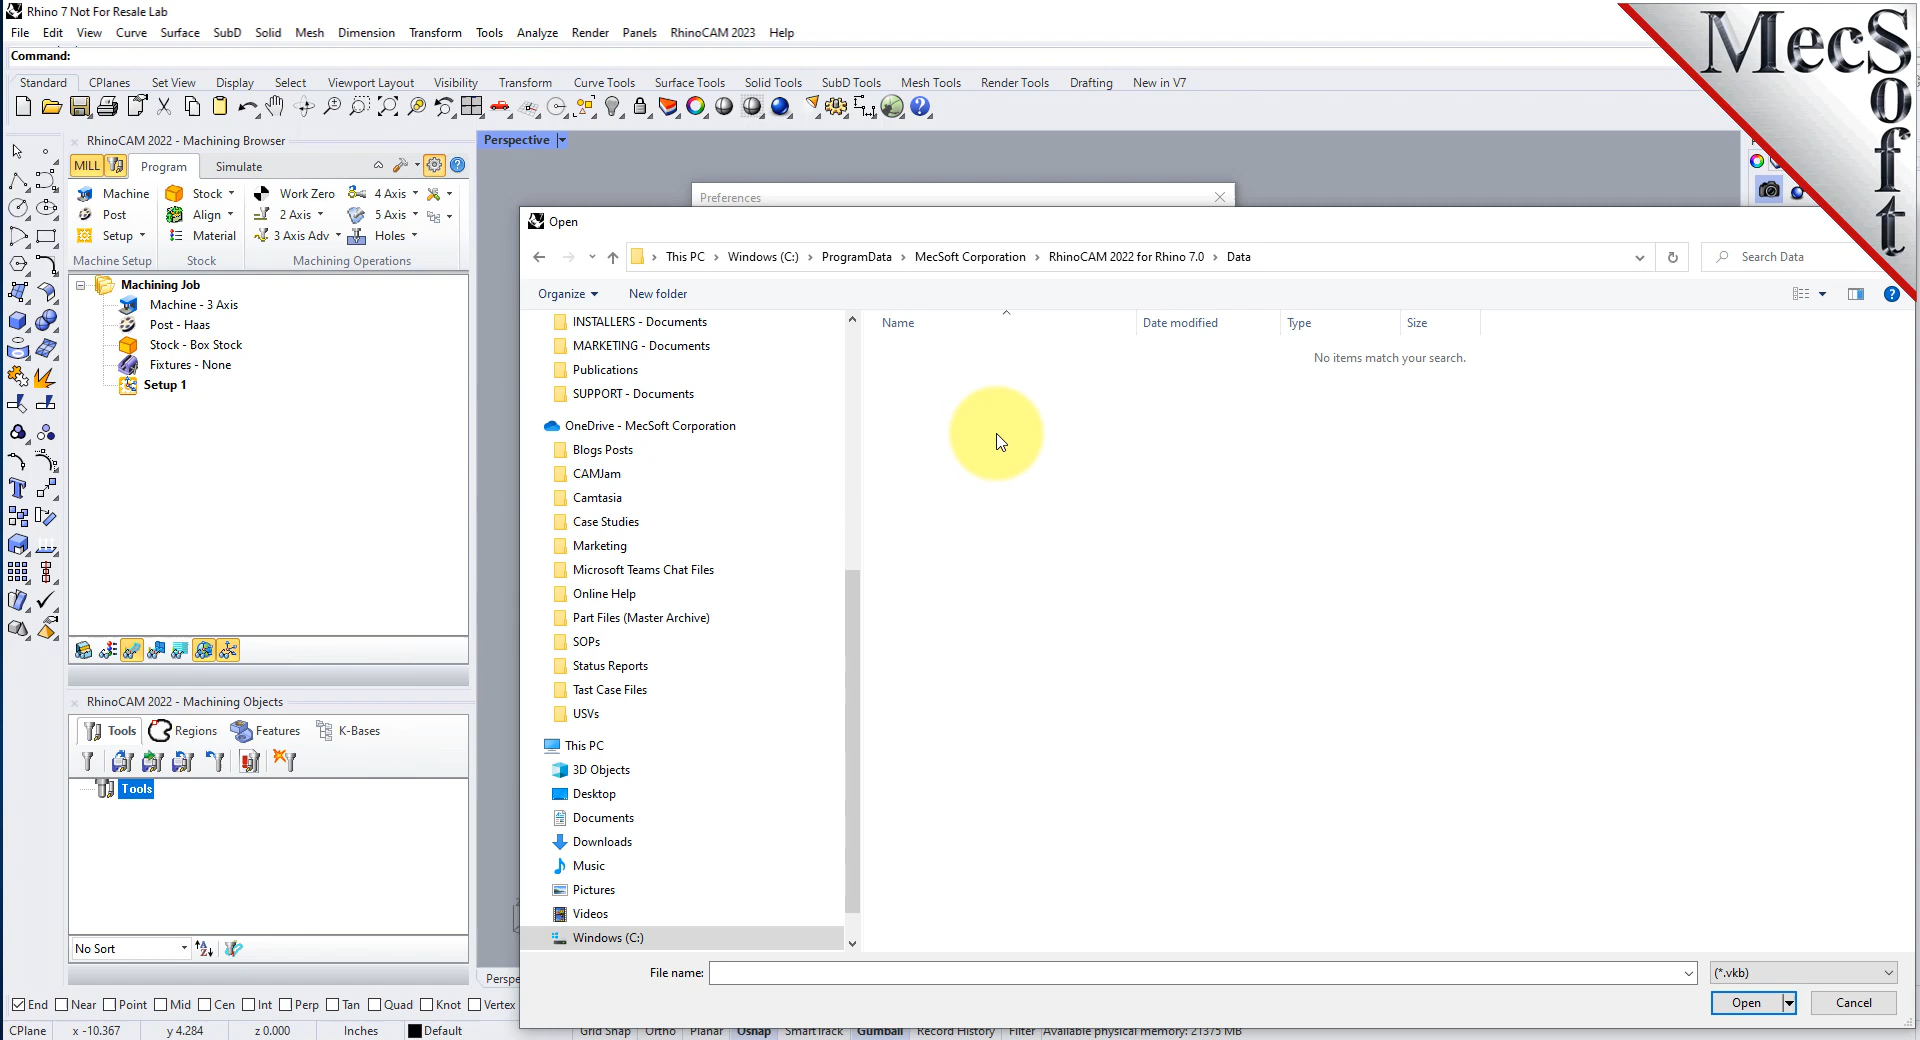 Rhino 7 Not For Resale Lab
File Edit View Curve Surface SubD Solid Mesh Dimension Transform Tools Analyze Render Panels RhinoCAM 2023 Help
Command:
Standard CPlanes Set View Display Select Viewport Layout Visibility Transform Curve Tools Surface Tools Solid Tools SubD Tools Mesh Tools Render Tools Drafting New in V7
MecSoft
RhinoCAM 2022 - Machining Browser
Perspective
MILL Program Simulate
Machine Stock Work Zero 4 Axis
Post Align 2 Axis 5 Axis
Setup Material 3 Axis Adv Holes
Machine Setup Stock Machining Operations
Machining Job
Machine - 3 Axis
Post - Haas
Stock - Box Stock
Fixtures - None
Setup 1
RhinoCAM 2022 - Machining Objects
Tools Regions Features K-Bases
Tools
No Sort
Preferences
Open
This PC › Windows (C:) › ProgramData › MecSoft Corporation › RhinoCAM 2022 for Rhino 7.0 › Data
Search Data
Organize New folder
Name Date modified Type Size
No items match your search.
INSTALLERS - Documents
MARKETING - Documents
Publications
SUPPORT - Documents
OneDrive - MecSoft Corporation
Blogs Posts
CAMJam
Camtasia
Case Studies
Marketing
Microsoft Teams Chat Files
Online Help
Part Files (Master Archive)
SOPs
Status Reports
Tast Case Files
USVs
This PC
3D Objects
Desktop
Documents
Downloads
Music
Pictures
Videos
Windows (C:)
File name:
(*.vkb)
Open Cancel
Perspe
End Near Point Mid Cen Int Perp Tan Quad Knot Vertex
CPlane x -10.367 y 4.284 z 0.000 Inches Default Grid Snap Ortho Planar Osnap SmartTrack Gumball Record History Filter Available physical memory: 21375 MB